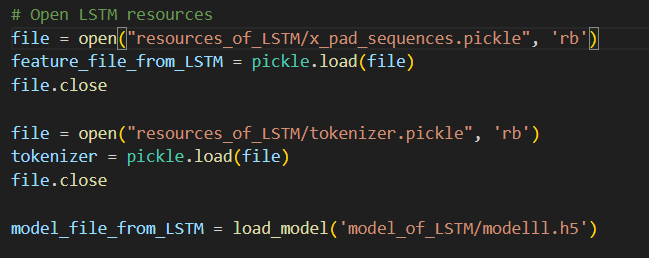 # Open LSTM resources
file = open("resources_of_LSTM/x_pad_sequences.pickle", 'rb')
feature_file_from_LSTM = pickle.load(file)
file.close
file = open("resources_of_LSTM/tokenizer.pickle", 'rb')
tokenizer = pickle.load(file)
file.close
model_file_from_LSTM = load_model('model_of_LSTM/modelll.h5')